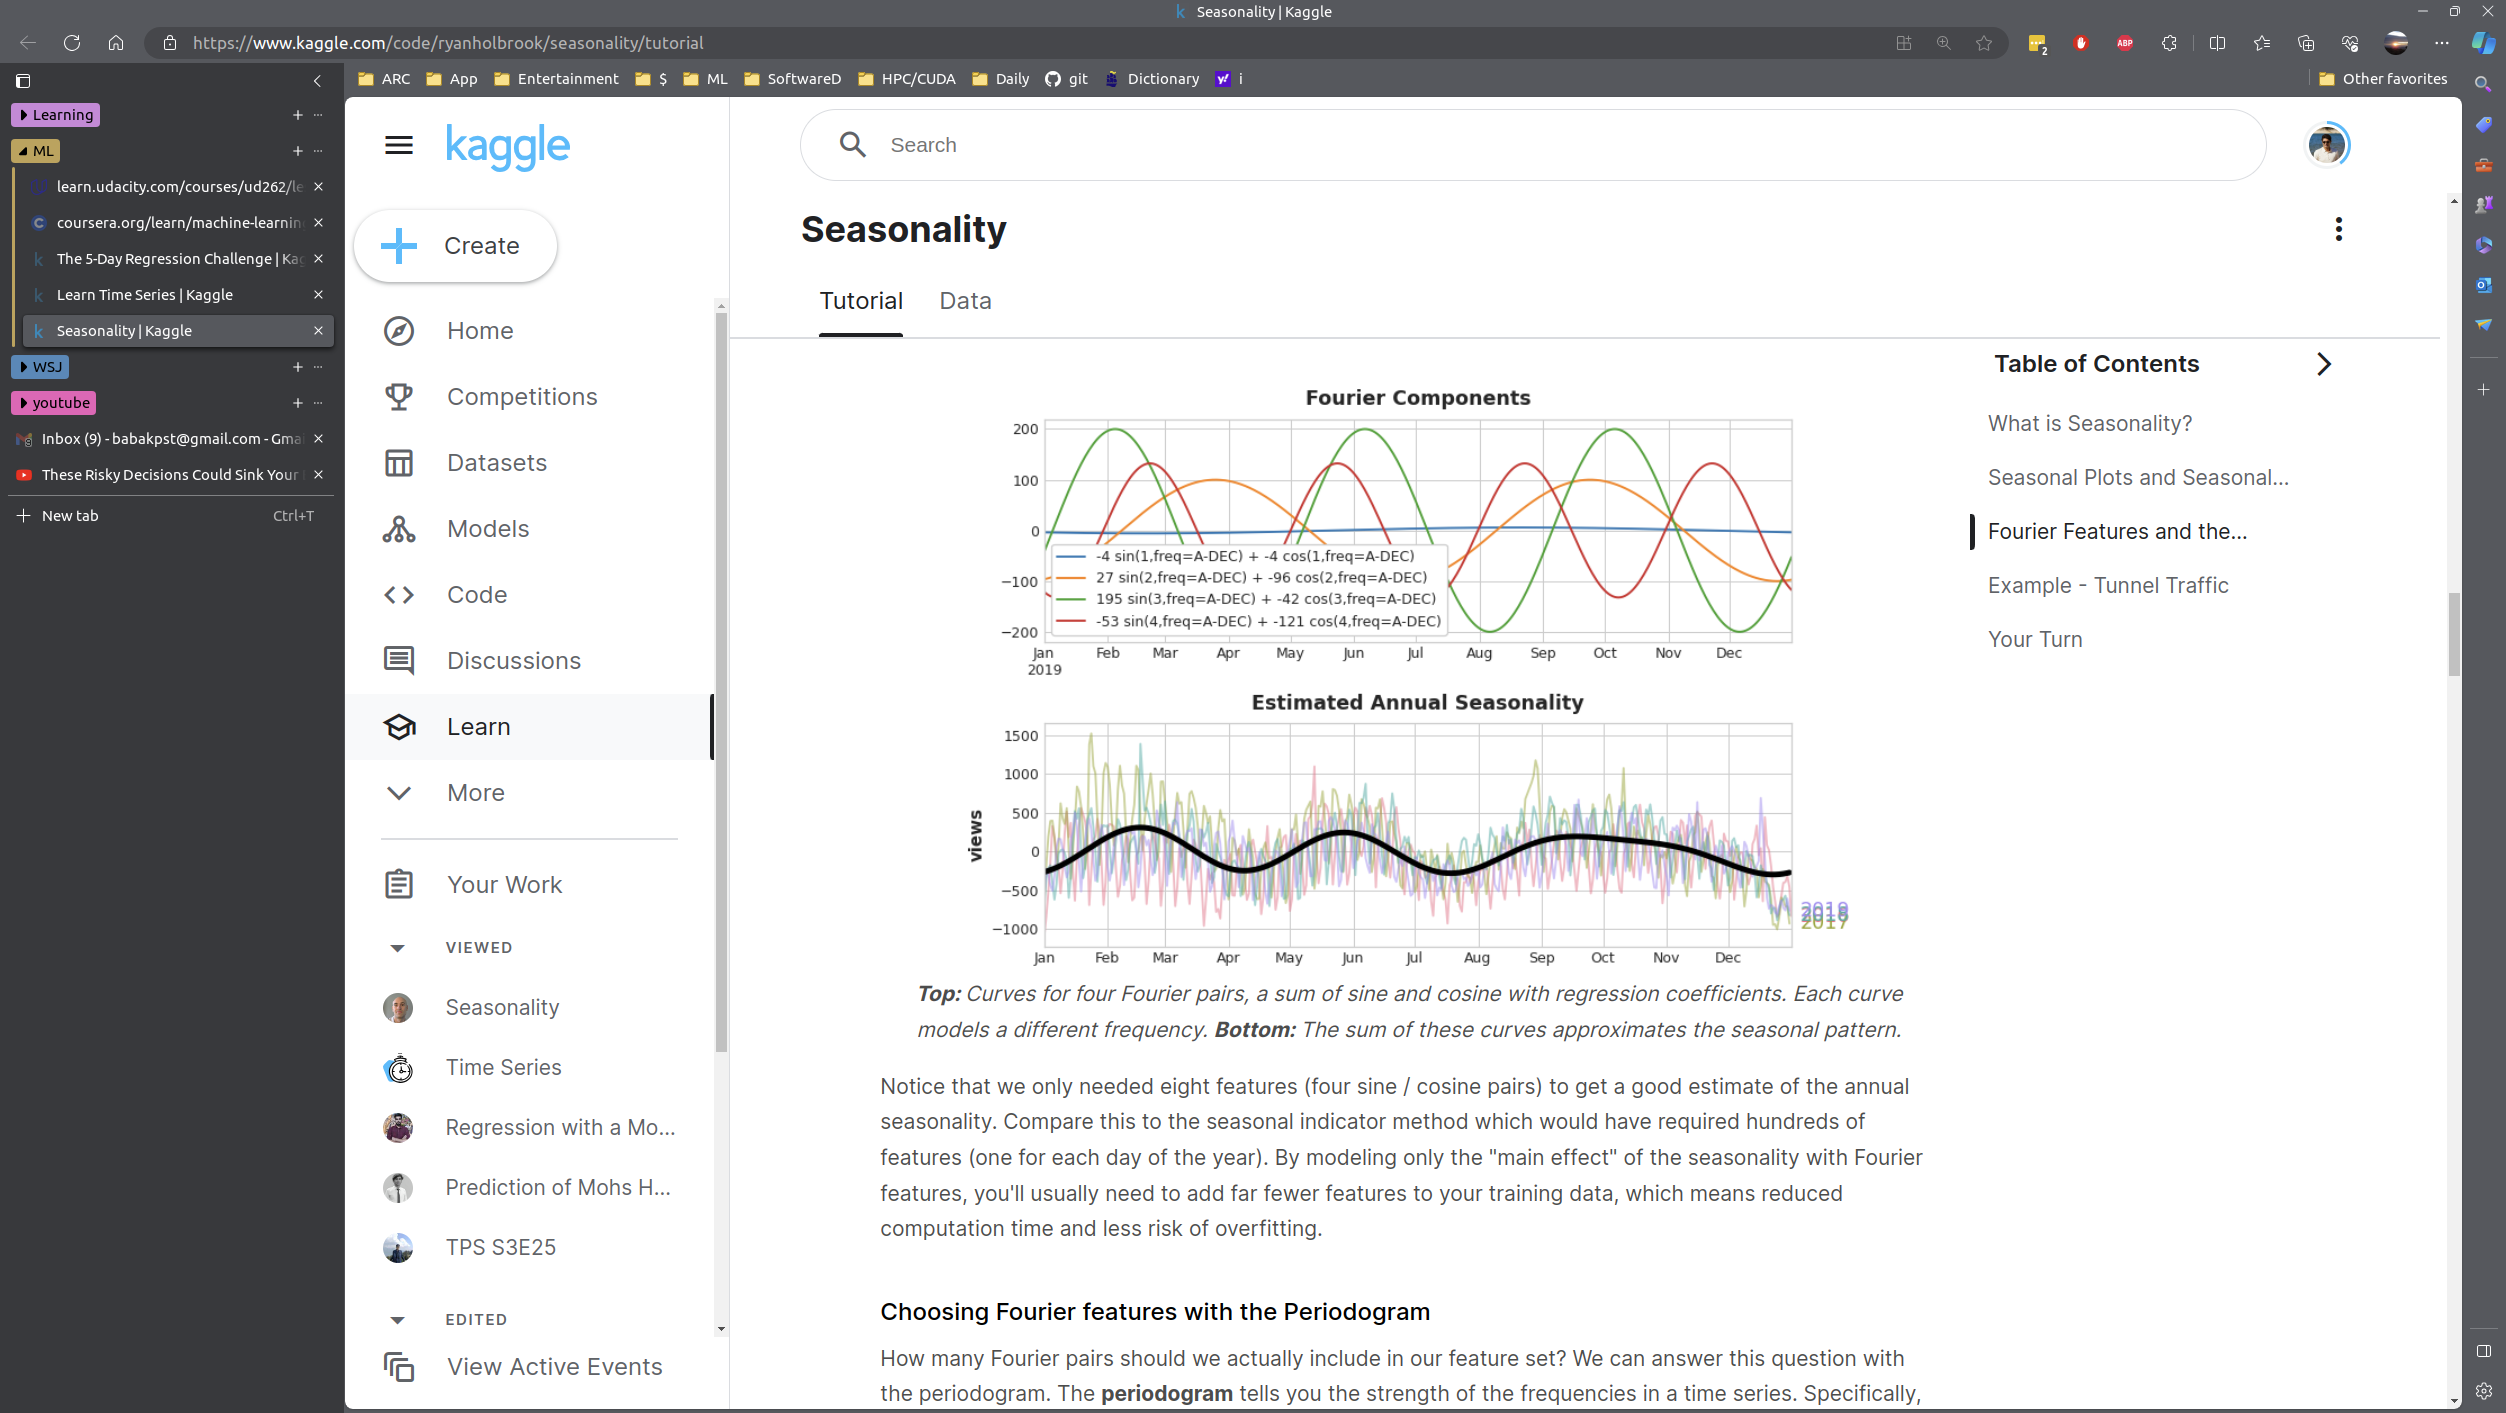 Seasonality | Kaggle
https://www.kaggle.com/code/ryanholbrook/seasonality/tutorial
2
ABP
ARC
App
Entertainment
$
ML
SoftwareD
HPC/CUDA
Daily
git
Dictionary
i
Other favorites
Learning
ML
learn.udacity.com/courses/ud262/le
coursera.org/learn/machine-learnin
The 5-Day Regression Challenge | Kag
Learn Time Series | Kaggle
Seasonality | Kaggle
WSJ
youtube
Inbox (9) - babakpst@gmail.com - Gma
These Risky Decisions Could Sink Your
New tab
Ctrl+T
kaggle
Create
Home
Competitions
Datasets
Models
Code
Discussions
Learn
More
Your Work
VIEWED
Seasonality
Time Series
Regression with a Mo...
Prediction of Mohs H...
TPS S3E25
EDITED
View Active Events
Search
Seasonality
Tutorial
Data
Fourier Components
200
100
0
−100
−200
-4 sin(1,freq=A-DEC) + -4 cos(1,freq=A-DEC)
27 sin(2,freq=A-DEC) + -96 cos(2,freq=A-DEC)
195 sin(3,freq=A-DEC) + -42 cos(3,freq=A-DEC)
-53 sin(4,freq=A-DEC) + -121 cos(4,freq=A-DEC)
Jan Feb Mar Apr May Jun Jul Aug Sep Oct Nov Dec
2019
Estimated Annual Seasonality
views
1500
1000
500
0
−500
−1000
2019
2017
Jan Feb Mar Apr May Jun Jul Aug Sep Oct Nov Dec
Top: Curves for four Fourier pairs, a sum of sine and cosine with regression coefficients. Each curve
models a different frequency. Bottom: The sum of these curves approximates the seasonal pattern.
Notice that we only needed eight features (four sine / cosine pairs) to get a good estimate of the annual
seasonality. Compare this to the seasonal indicator method which would have required hundreds of
features (one for each day of the year). By modeling only the "main effect" of the seasonality with Fourier
features, you'll usually need to add far fewer features to your training data, which means reduced
computation time and less risk of overfitting.
Choosing Fourier features with the Periodogram
How many Fourier pairs should we actually include in our feature set? We can answer this question with
the periodogram. The periodogram tells you the strength of the frequencies in a time series. Specifically,
Table of Contents
What is Seasonality?
Seasonal Plots and Seasonal...
Fourier Features and the...
Example - Tunnel Traffic
Your Turn